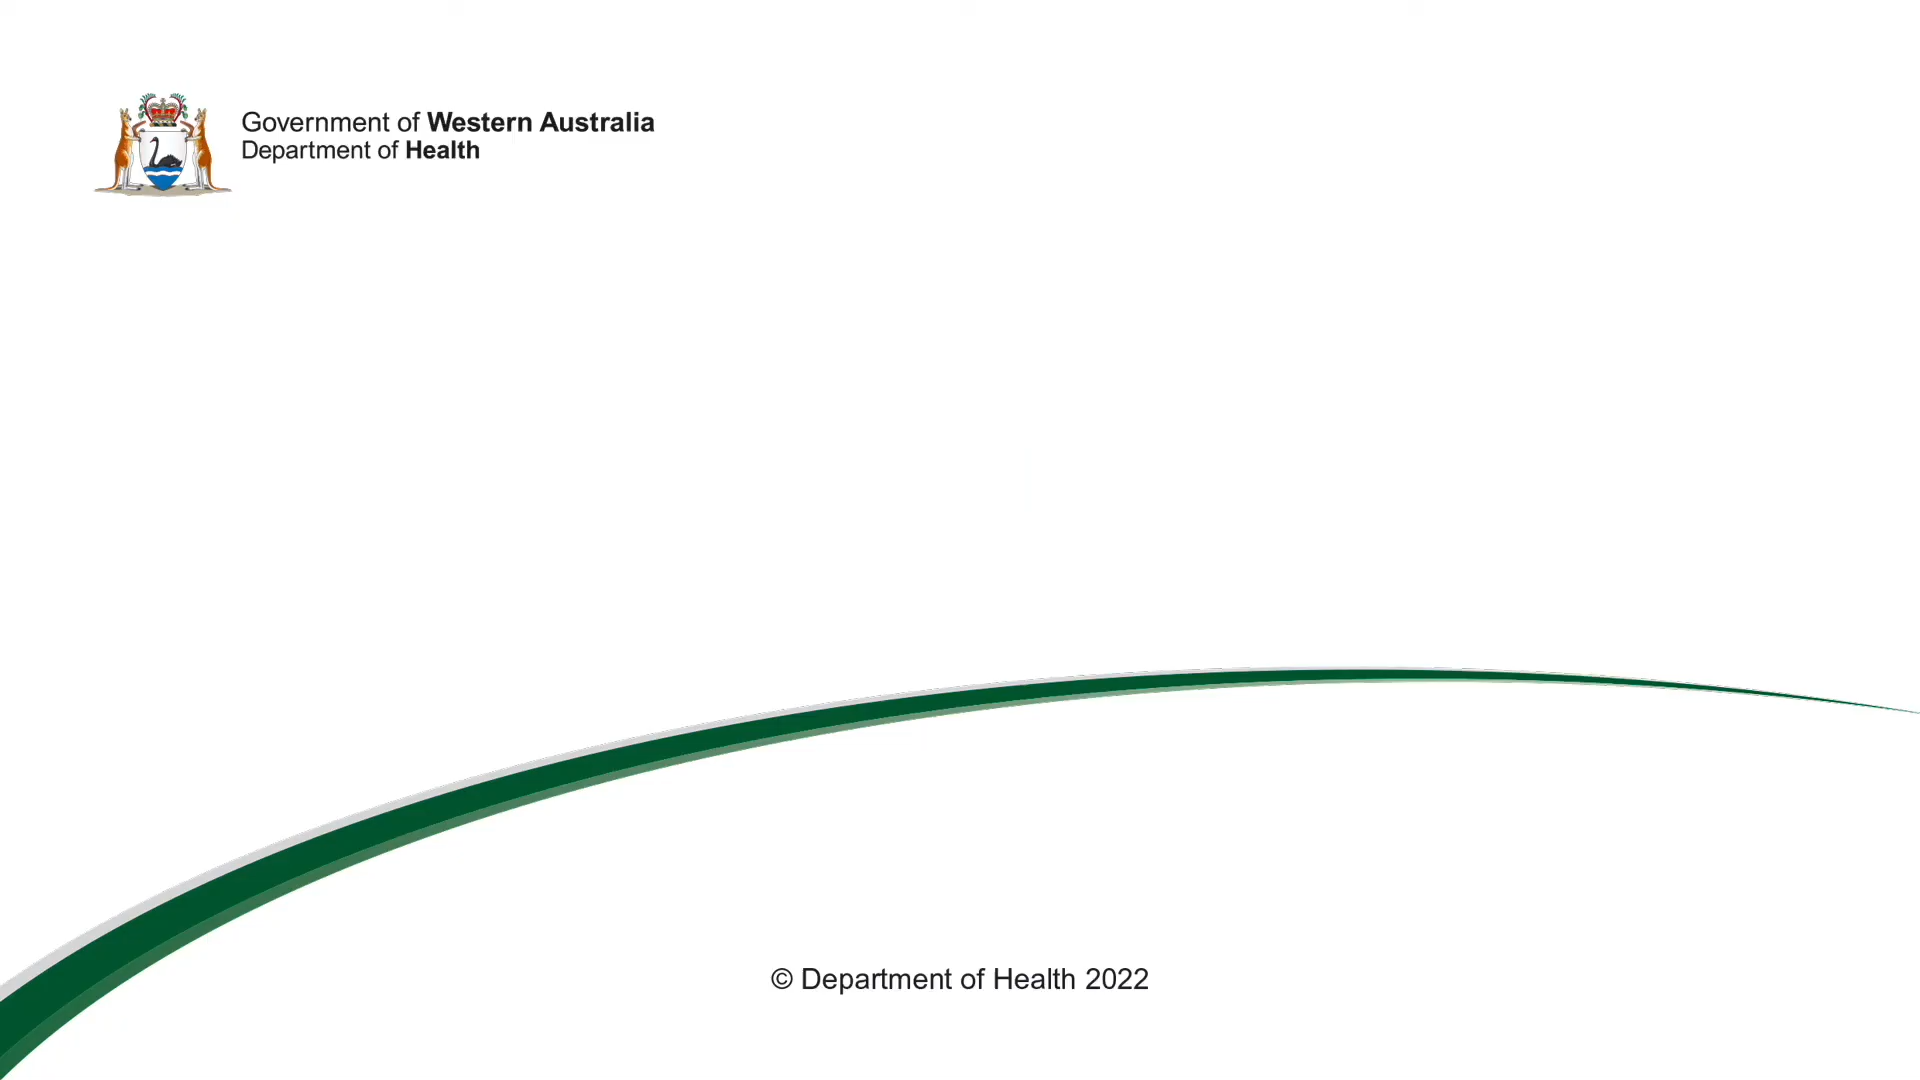 Government of Western Australia
Department of Health
© Department of Health 2022